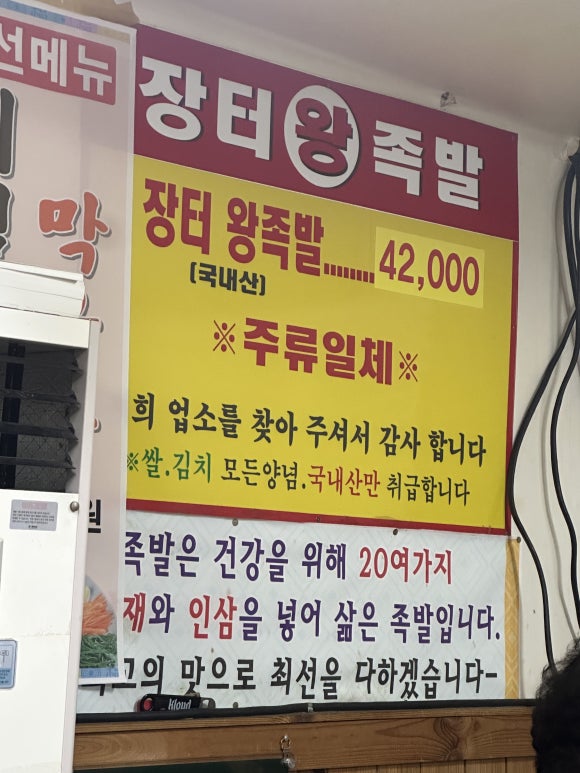 선메뉴
막
원
장터 왕 족발
장터 왕족발........42,000
(국내산)
※주류일체※
희 업소를 찾아 주셔서 감사 합니다
※쌀.김치 모든양념.국내산만 취급합니다
족발은 건강을 위해 20여가지
재와 인삼을 넣어 삶은 족발입니다.
고의 맛으로 최선을 다하겠습니다-
kloud